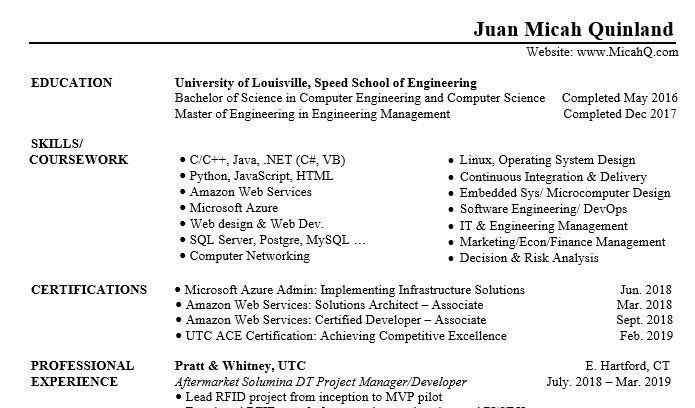 Juan Micah Quinland
Website: www.MicahQ.com
EDUCATION University of Louisville, Speed School of Engineering
Bachelor of Science in Computer Engineering and Computer Science Completed May 2016
Master of Engineering in Engineering Management Completed Dec 2017
SKILLS/
COURSEWORK • C/C++, Java, .NET (C#, VB) • Linux, Operating System Design
• Python, JavaScript, HTML • Continuous Integration & Delivery
• Amazon Web Services • Embedded Sys/ Microcomputer Design
• Microsoft Azure • Software Engineering/ DevOps
• Web design & Web Dev. • IT & Engineering Management
• SQL Server, Postgre, MySQL … • Marketing/Econ/Finance Management
• Computer Networking • Decision & Risk Analysis
CERTIFICATIONS • Microsoft Azure Admin: Implementing Infrastructure Solutions Jun. 2018
• Amazon Web Services: Solutions Architect – Associate Mar. 2018
• Amazon Web Services: Certified Developer – Associate Sept. 2018
• UTC ACE Certification: Achieving Competitive Excellence Feb. 2019
PROFESSIONAL Pratt & Whitney, UTC E. Hartford, CT
EXPERIENCE Aftermarket Solumina DT Project Manager/Developer July. 2018 – Mar. 2019
• Lead RFID project from inception to MVP pilot